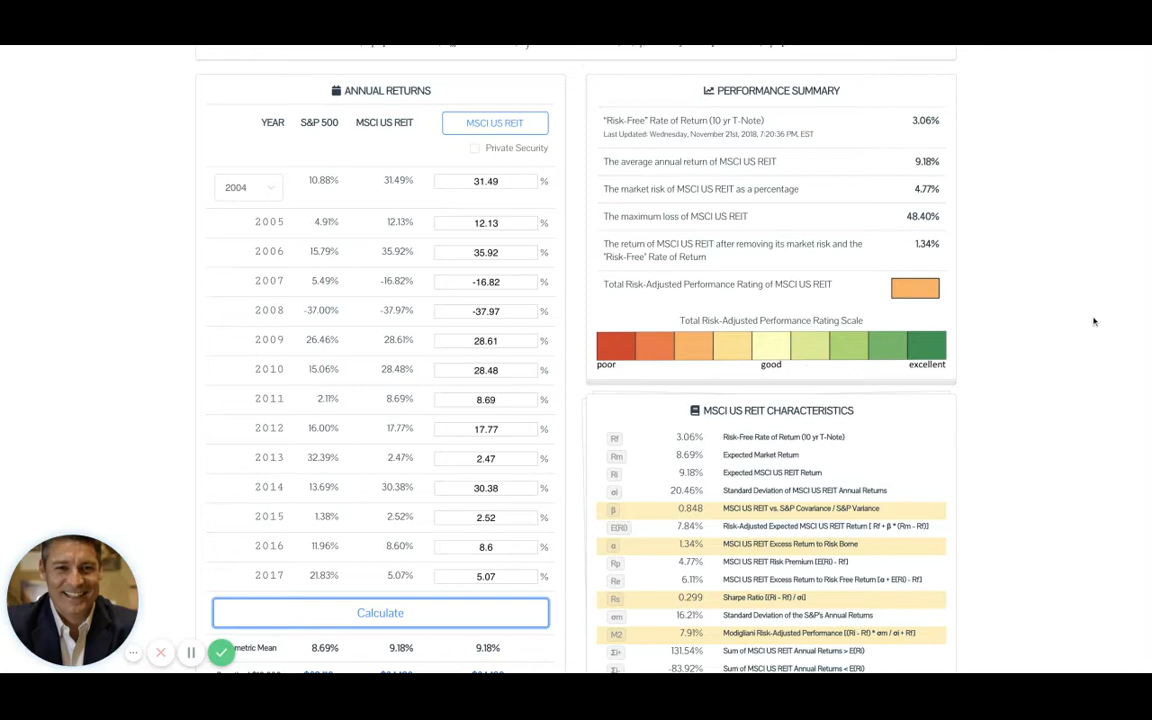 ANNUAL RETURNS
YEAR S&P 500 MSCI US REIT MSCI US REIT
Private Security
2004 10.88% 31.49% 31.49 %
2005 4.91% 12.13% 12.13 %
2006 15.79% 35.92% 35.92 %
2007 5.49% -16.82% -16.82 %
2008 -37.00% -37.97% -37.97 %
2009 26.46% 28.61% 28.61 %
2010 15.06% 28.48% 28.48 %
2011 2.11% 8.69% 8.69 %
2012 16.00% 17.77% 17.77 %
2013 32.39% 2.47% 2.47 %
2014 13.69% 30.38% 30.38 %
2015 1.38% 2.52% 2.52 %
2016 11.96% 8.60% 8.6 %
2017 21.83% 5.07% 5.07 %
Calculate
Mean 8.69% 9.18% 9.18%
PERFORMANCE SUMMARY
"Risk-Free" Rate of Return (10 yr T-Note) 3.06%
Last Updated: Wednesday, November 21st, 2018, 7:20:36 PM, EST
The average annual return of MSCI US REIT 9.18%
The market risk of MSCI US REIT as a percentage 4.77%
The maximum loss of MSCI US REIT 48.40%
The return of MSCI US REIT after removing its market risk and the 1.34%
"Risk-Free" Rate of Return
Total Risk-Adjusted Performance Rating of MSCI US REIT
Total Risk-Adjusted Performance Rating Scale
poor good excellent
MSCI US REIT CHARACTERISTICS
Rf 3.06% Risk-Free Rate of Return (10 yr T-Note)
Rm 8.69% Expected Market Return
Ri 9.18% Expected MSCI US REIT Return
σi 20.46% Standard Deviation of MSCI US REIT Annual Returns
β 0.848 MSCI US REIT vs. S&P Covariance / S&P Variance
E(Ri) 7.84% Risk-Adjusted Expected MSCI US REIT Return [ Rf + β * (Rm - Rf)]
α 1.34% MSCI US REIT Excess Return to Risk Borne
Rp 4.77% MSCI US REIT Risk Premium [E(Ri) - Rf]
Re 6.11% MSCI US REIT Excess Return to Risk Free Return [α + E(Ri) - Rf]
Rs 0.299 Sharpe Ratio [(Ri - Rf) / σi]
σm 16.21% Standard Deviation of the S&P's Annual Returns
M2 7.91% Modigliani Risk-Adjusted Performance [(Ri - Rf) * σm / σi + Rf]
Σi+ 131.54% Sum of MSCI US REIT Annual Returns > E(Ri)
Σi- -83.92% Sum of MSCI US REIT Annual Returns < E(Ri)